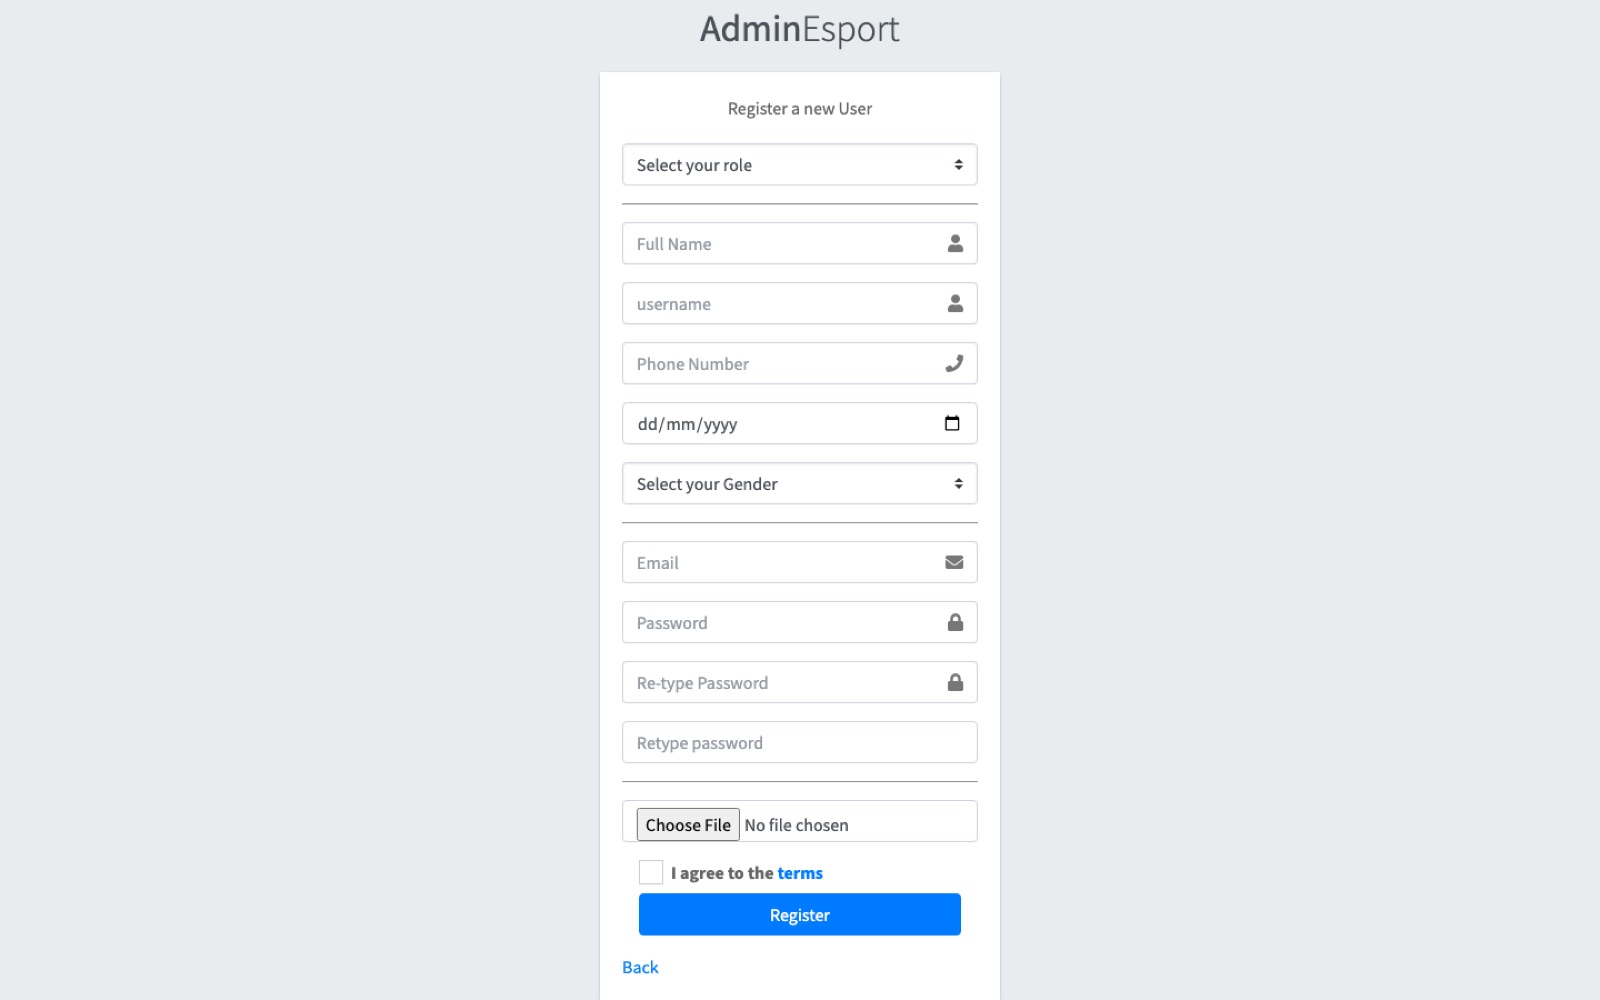 AdminEsport
Register a new User
Select your role
Full Name
username
Phone Number
dd/mm/yyyy
Select your Gender
Email
Password
Re-type Password
Retype password
Choose File No file chosen
I agree to the terms
Register
Back